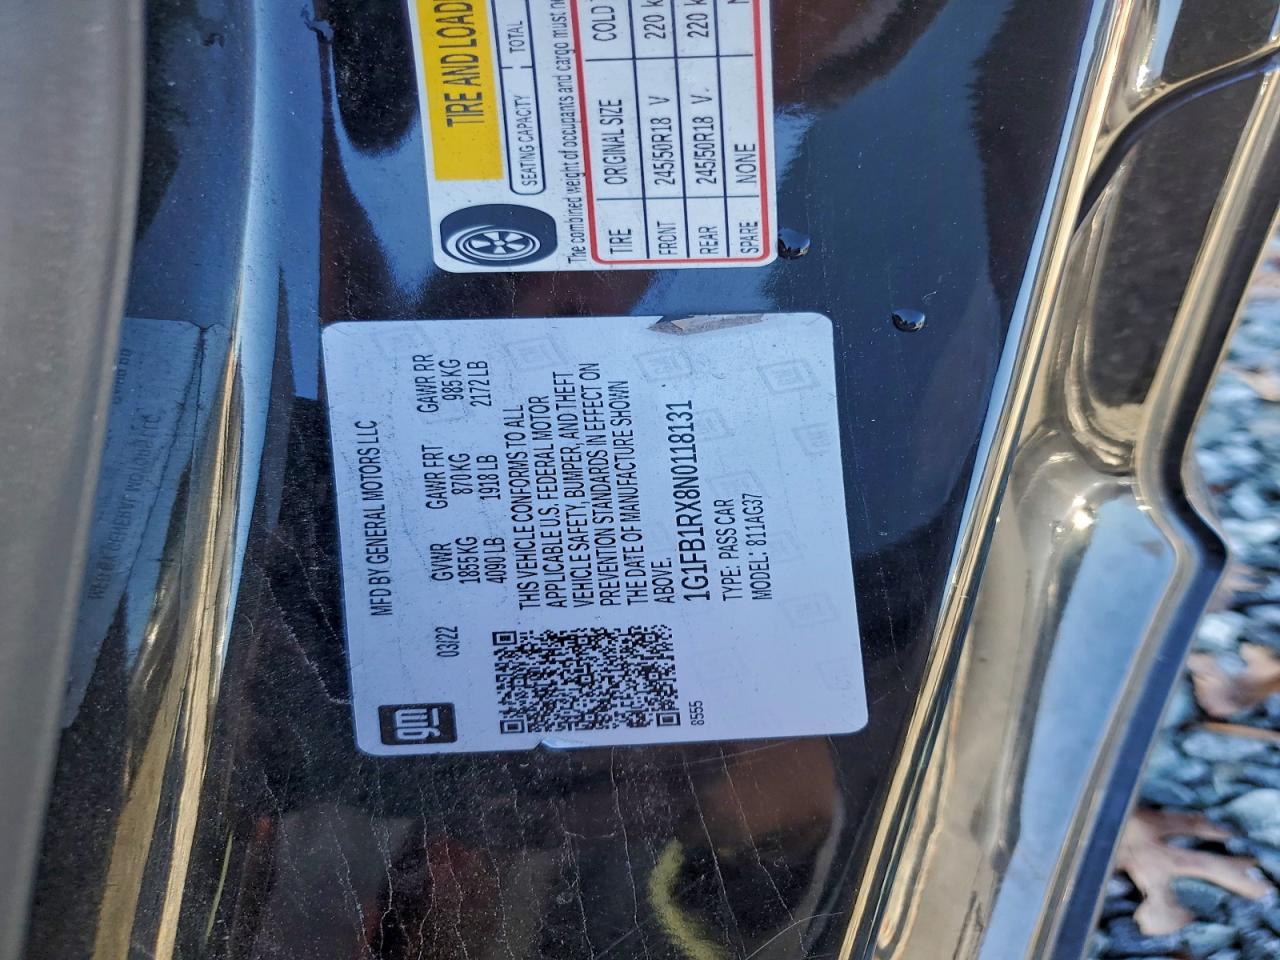 TIRE AND LOADI
SEATING CAPACITY TOTAL
The combined weight of occupants and cargo must ne
TIRE ORIGINAL SIZE COLD
FRONT 245/50R18 V 220 k
REAR 245/50R18 V. 220 k
SPARE NONE N
gm
MFD BY GENERAL MOTORS LLC
03/22 GVWR GAWR FRT GAWR RR
1855KG 870 KG 985 KG
4090 LB 1918 LB 2172 LB
THIS VEHICLE CONFORMS TO ALL
APPLICABLE U.S. FEDERAL MOTOR
VEHICLE SAFETY, BUMPER, AND THEFT
PREVENTION STANDARDS IN EFFECT ON
THE DATE OF MANUFACTURE SHOWN
ABOVE.
1G1FB1RX8N0118131
8555
TYPE: PASS CAR
MODEL: 811AG37